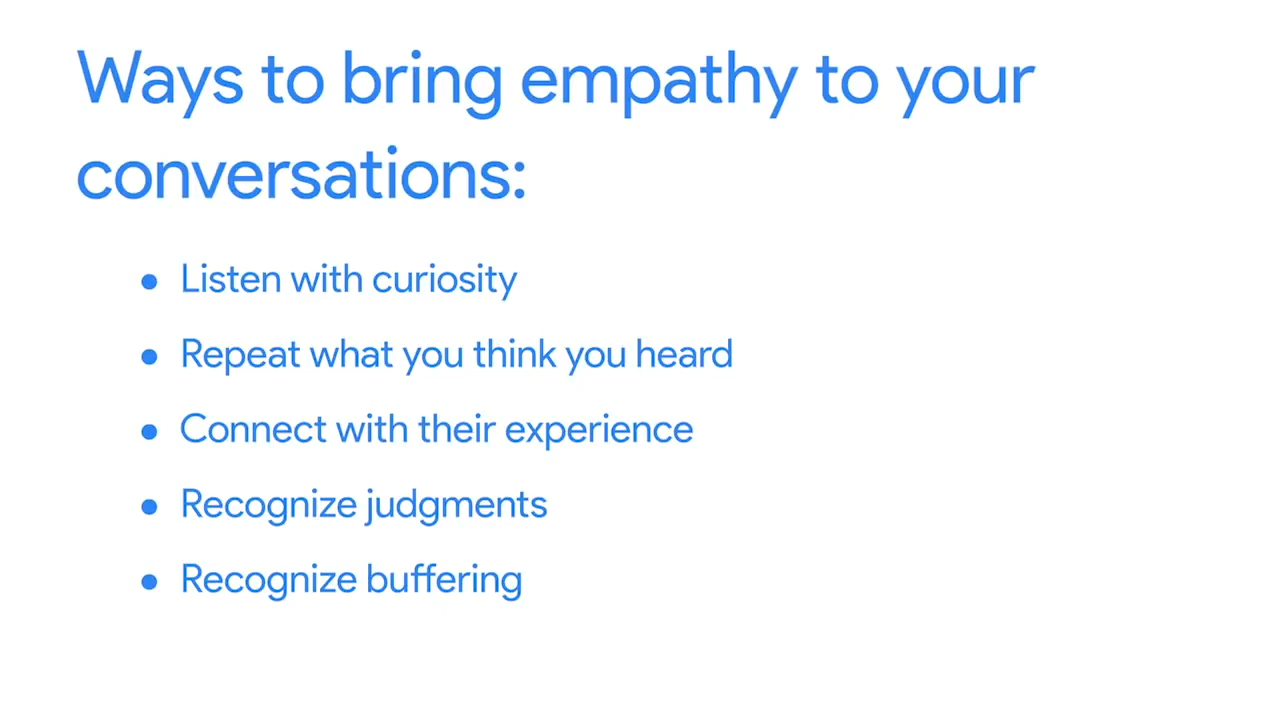 Ways to bring empathy to your
conversations:
● Listen with curiosity
● Repeat what you think you heard
● Connect with their experience
● Recognize judgments
● Recognize buffering